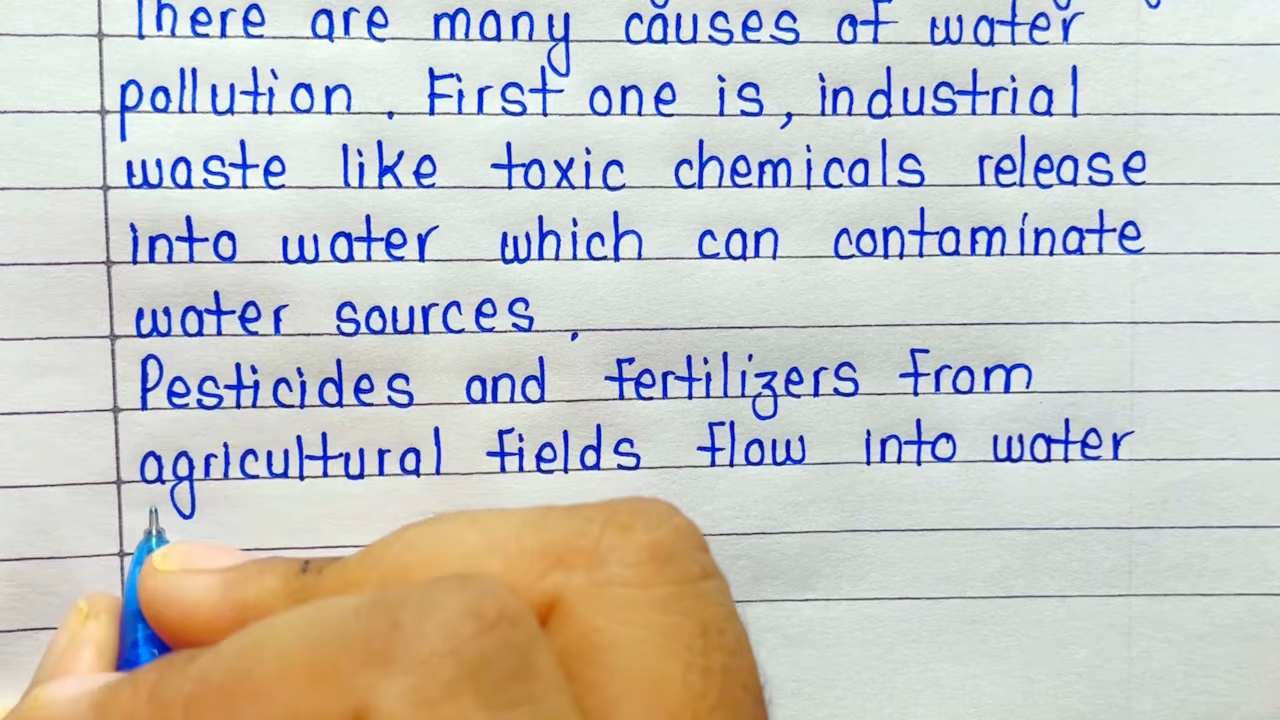 There are many causes of water
pollution. First one is, industrial
waste like toxic chemicals release
into water which can contaminate
water sources.
Pesticides and fertilizers from
agricultural fields flow into water